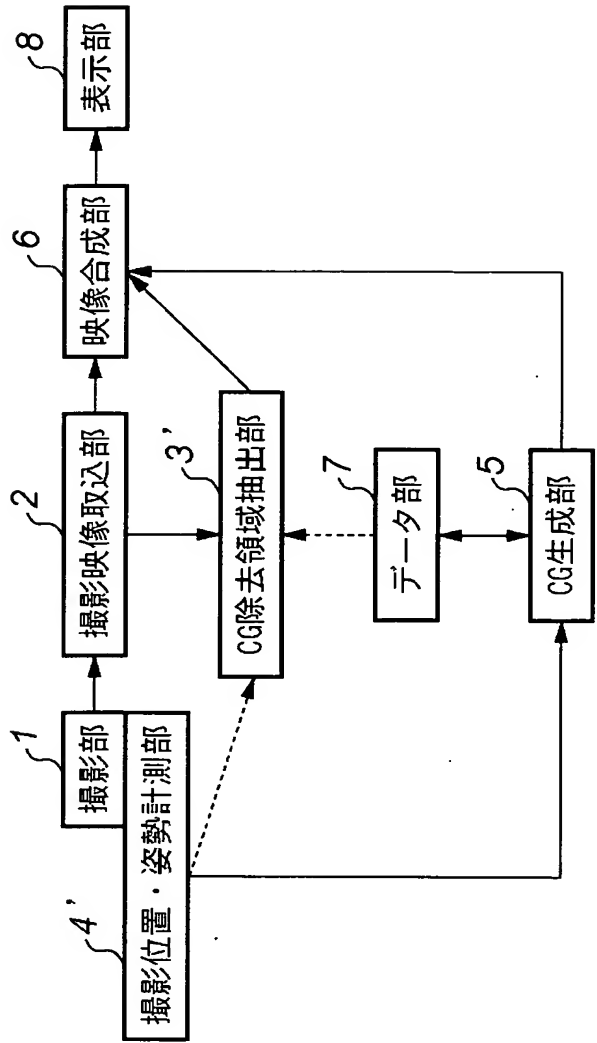 1
撮影部
4'
撮影位置・姿勢計測部
2
撮影映像取込部
3'
CG除去領域抽出部
7
データ部
5
CG生成部
6
映像合成部
8
表示部